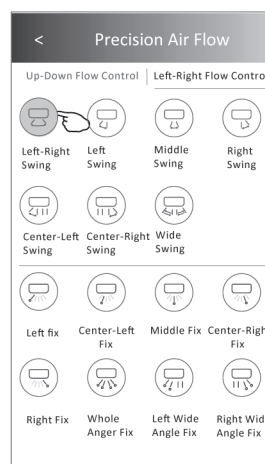 < Precision Air Flow
Up-Down Flow Control Left-Right Flow Contro
Left-Right Left Middle Right
Swing Swing Swing Swing
Center-Left Center-Right Wide
Swing Swing Swing
Left fix Center-Left Middle Fix Center-Righ
Fix Fix
Right Fix Whole Left Wide Right Wid
Anger Fix Angle Fix Angle Fix